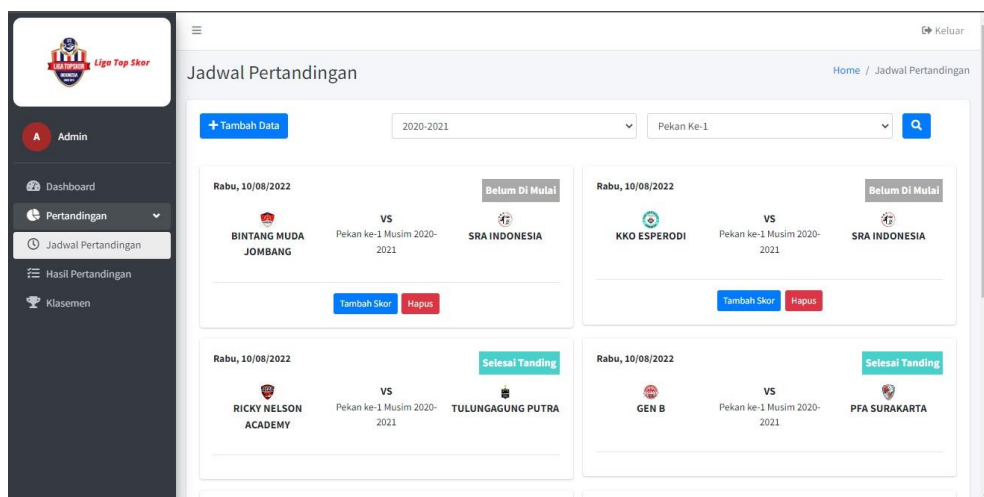 LIGA TOPSKOR
INDONESIA
Liga Top Skor
Keluar
Jadwal Pertandingan
Home / Jadwal Pertandingan
A Admin
Tambah Data
2020-2021
Pekan Ke-1
Dashboard
Pertandingan
Jadwal Pertandingan
Hasil Pertandingan
Klasemen
Rabu, 10/08/2022
Belum Di Mulai
BINTANG MUDA
JOMBANG
VS
Pekan ke-1 Musim 2020-
2021
SRA INDONESIA
Tambah Skor Hapus
Rabu, 10/08/2022
Belum Di Mulai
KKO ESPERODI
VS
Pekan ke-1 Musim 2020-
2021
SRA INDONESIA
Tambah Skor Hapus
Rabu, 10/08/2022
Selesai Tanding
RICKY NELSON
ACADEMY
VS
Pekan ke-1 Musim 2020-
2021
TULUNGAGUNG PUTRA
Rabu, 10/08/2022
Selesai Tanding
GEN B
VS
Pekan ke-1 Musim 2020-
2021
PFA SURAKARTA